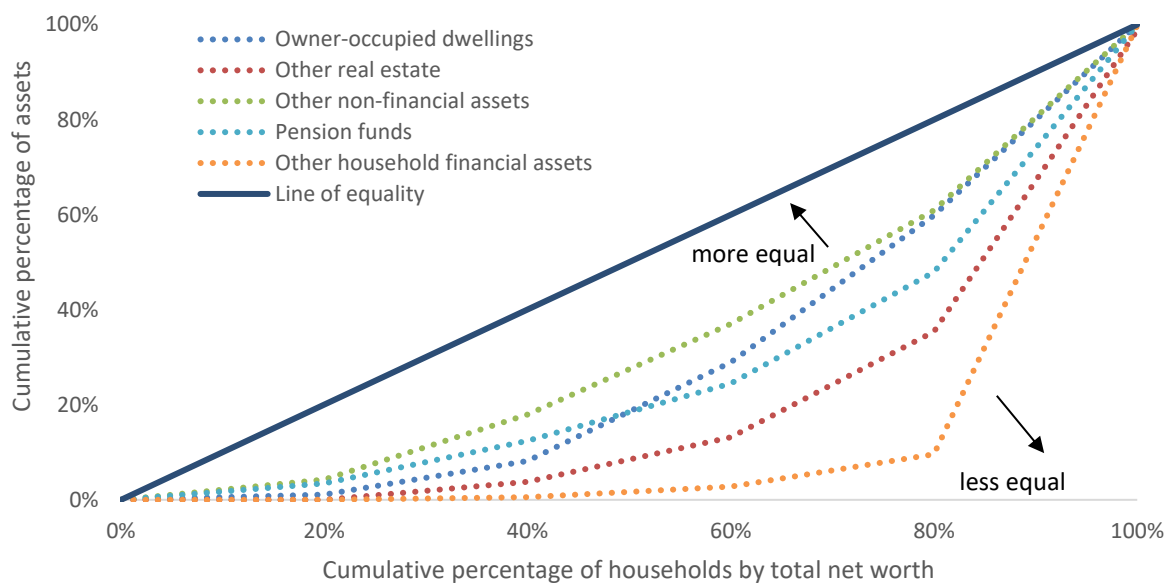 100%
80%
60%
40%
20%
0%
Cumulative percentage of assets
Owner-occupied dwellings
Other real estate
Other non-financial assets
Pension funds
Other household financial assets
Line of equality
more equal
less equal
0%
20%
40%
60%
80%
100%
Cumulative percentage of households by total net worth